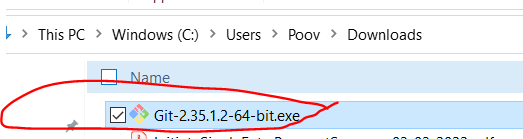 This PC > Windows (C:) > Users > Poov > Downloads
Name
Git-2.35.1.2-64-bit.exe